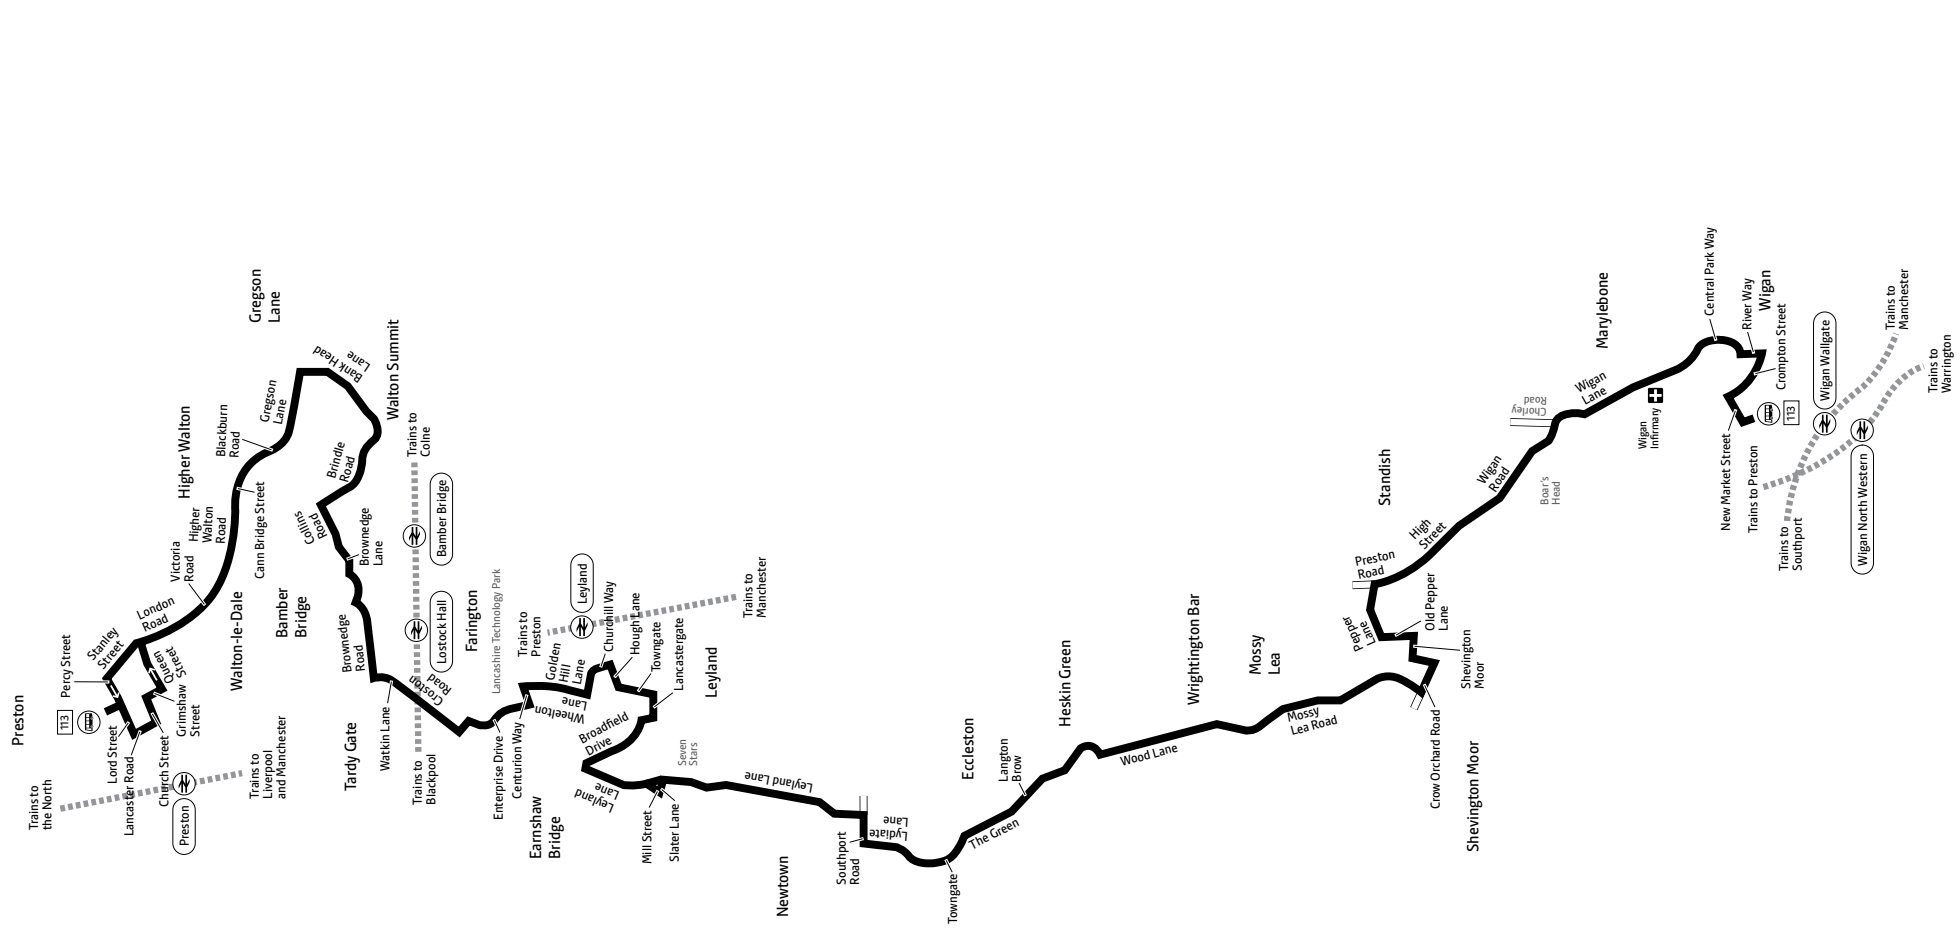 Preston
Trains to
the North
113
Percy Street
Stanley
Street
Lord Street
Lancaster Road
Church Street
Grimshaw
Street
Queen
Street
Preston
London
Road
Trains to
Liverpool
and Manchester
Victoria
Road
Higher
Walton
Road
Walton-le-Dale
Higher Walton
Blackburn
Road
Cann Bridge Street
Gregson
Lane
Gregson
Lane
Bank Head
Lane
Walton Summit
Brindle
Road
Collins
Road
Brownedge
Lane
Bamber
Bridge
Brownedge
Road
Trains to
Colne
Bamber Bridge
Lostock Hall
Tardy Gate
Watkin Lane
Croston
Road
Trains to
Blackpool
Farington
Lancashire Technology Park
Enterprise Drive
Centurion Way
Wheelton
Lane
Earnshaw
Bridge
Trains to
Preston
Golden
Hill
Lane
Leyland
Churchill Way
Hough Lane
Towngate
Lancastergate
Leyland
Trains to
Manchester
Broadfield
Drive
Leyland
Lane
Mill Street
Slater Lane
Seven
Stars
Leyland Lane
Newtown
Southport
Road
Lydiate
Lane
Towngate
The Green
Eccleston
Langton
Brow
Heskin Green
Wood Lane
Wrightington Bar
Mossy
Lea
Mossy
Lea Road
Crow Orchard Road
Shevington Moor
Shevington
Moor
Old Pepper
Lane
Pepper
Lane
Preston
Road
Standish
High
Street
Wigan
Road
Boar's
Head
Chorley
Road
Wigan
Lane
Marylebone
Wigan
Infirmary
Central Park Way
River Way
Wigan
Crompton Street
New Market Street
113
Trains to Preston
Trains to
Southport
Wigan Wallgate
Wigan North Western
Trains to
Manchester
Trains to
Warrington